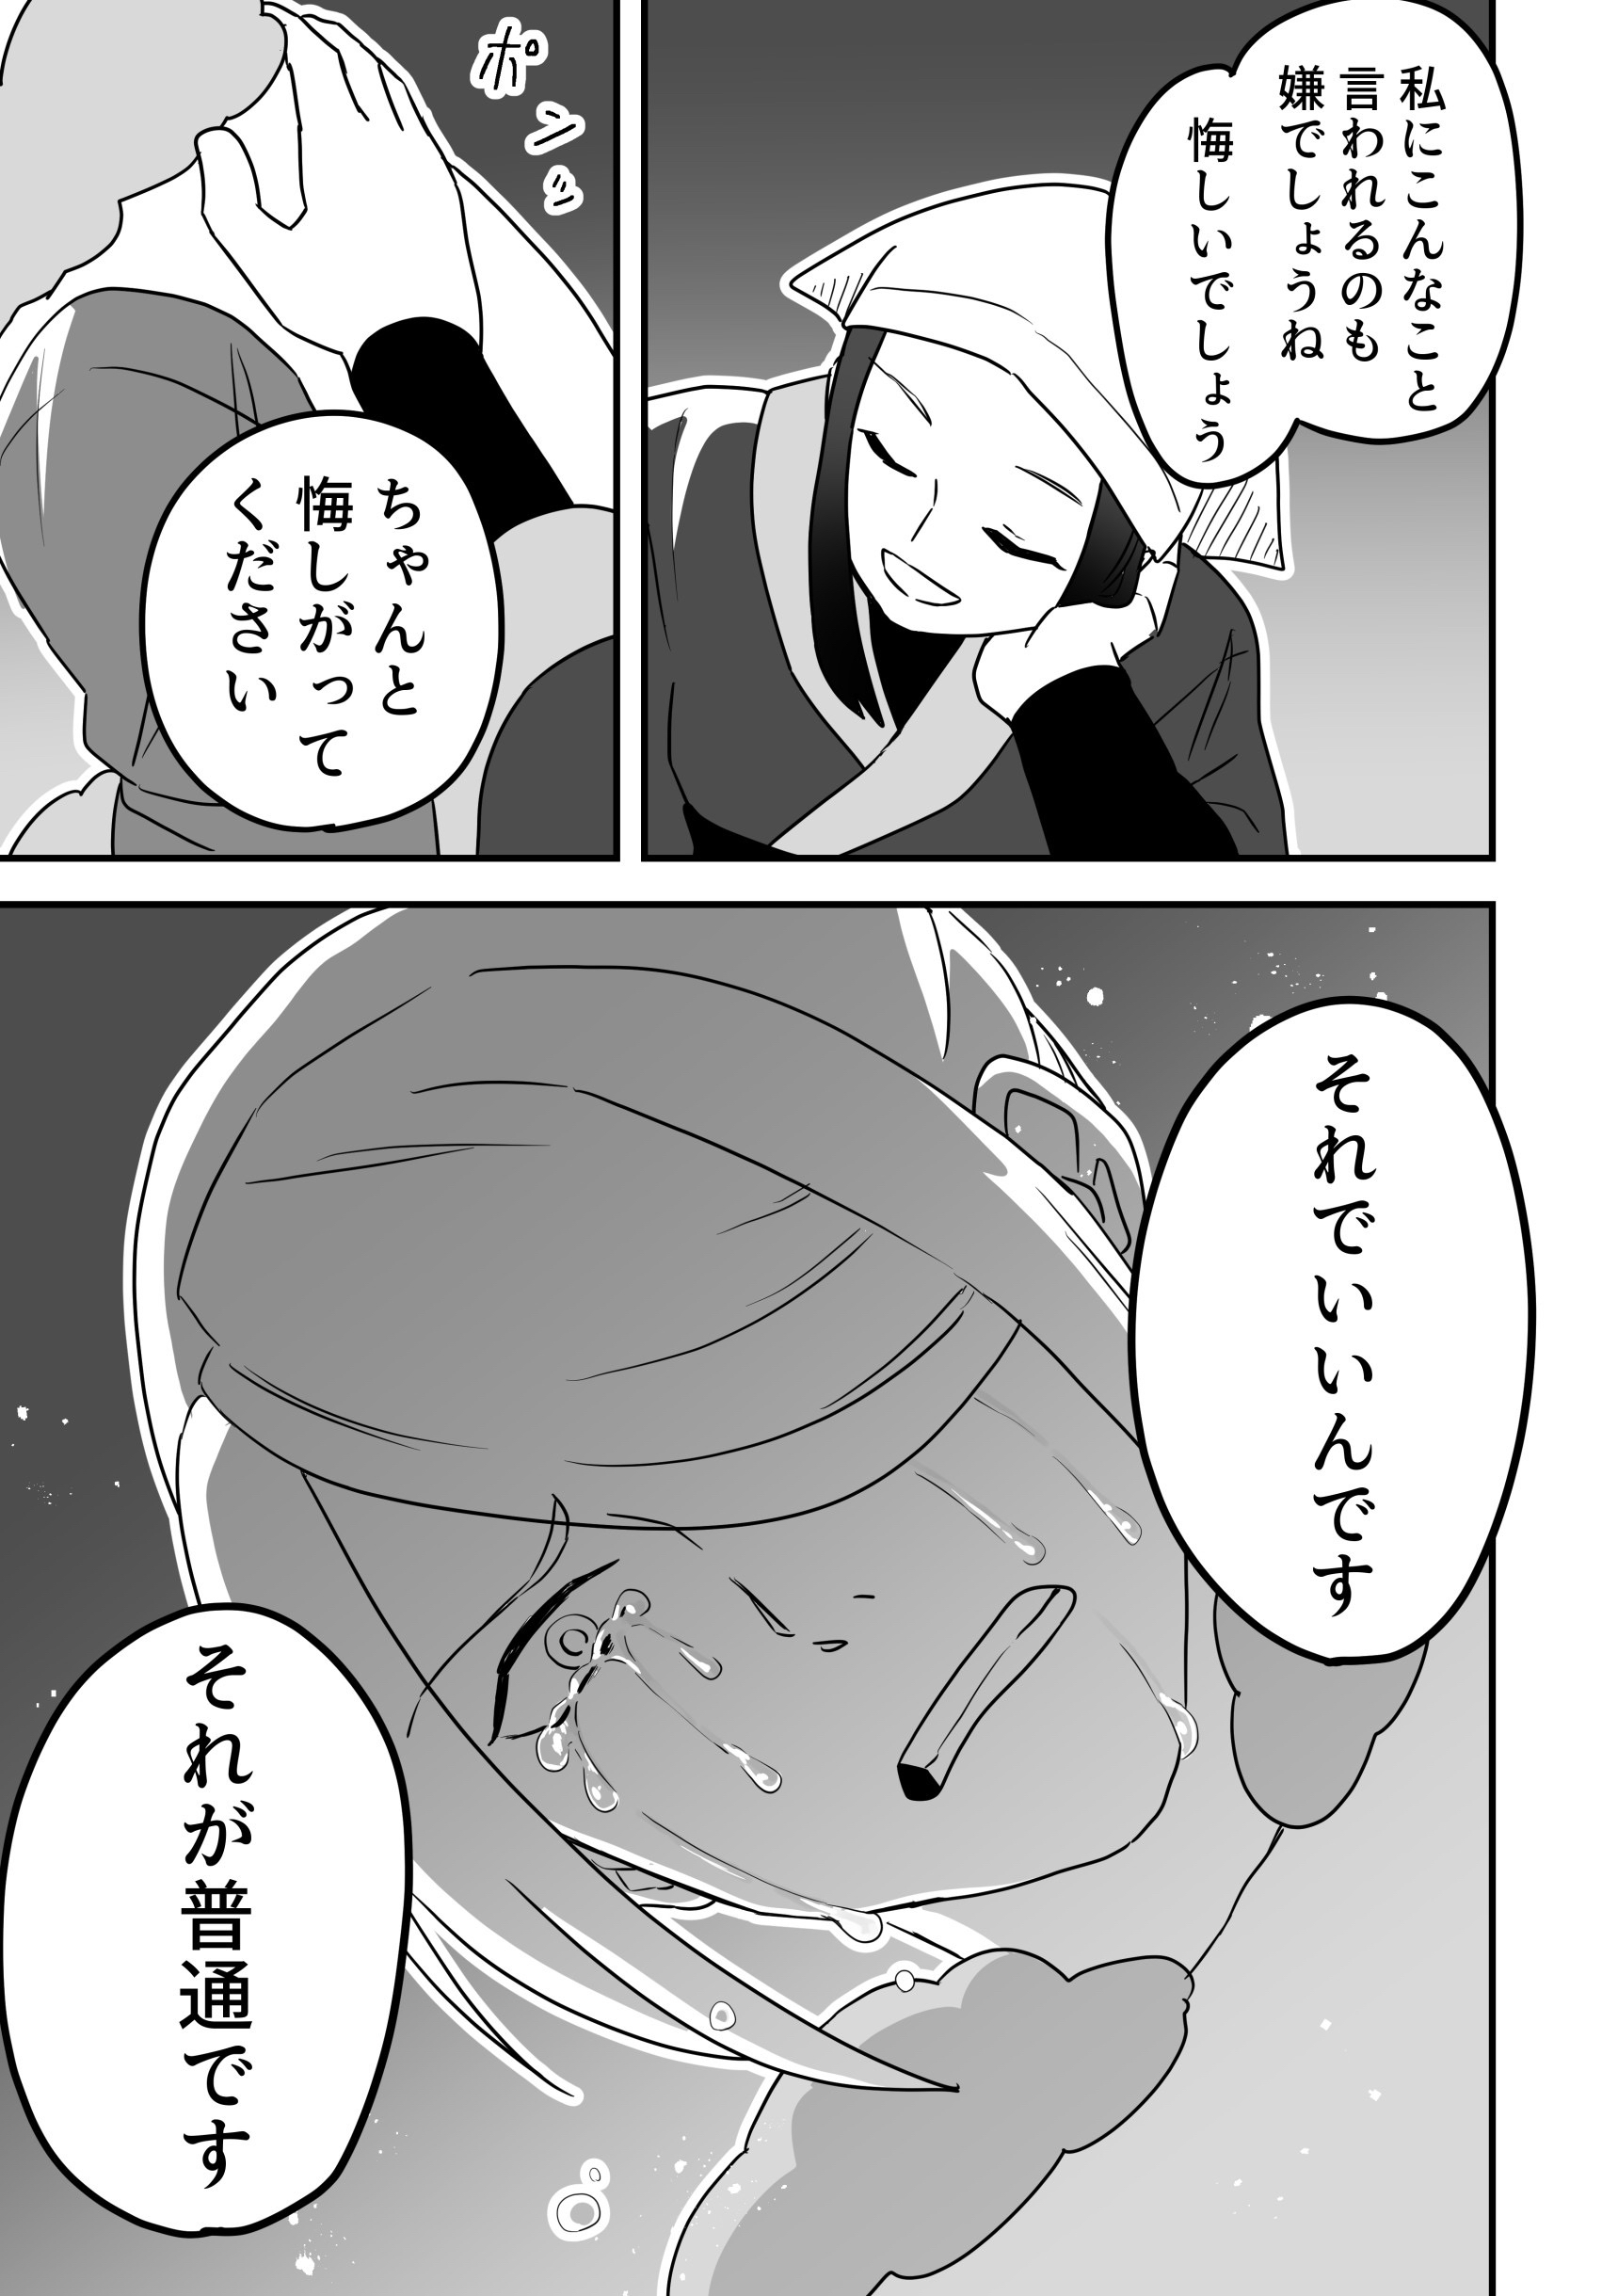 私にこんなこと
言われるのも
嫌でしょうね
悔しいでしょう
ポンッ
ちゃんと
悔しがって
ください
それでいいんです
それが普通です